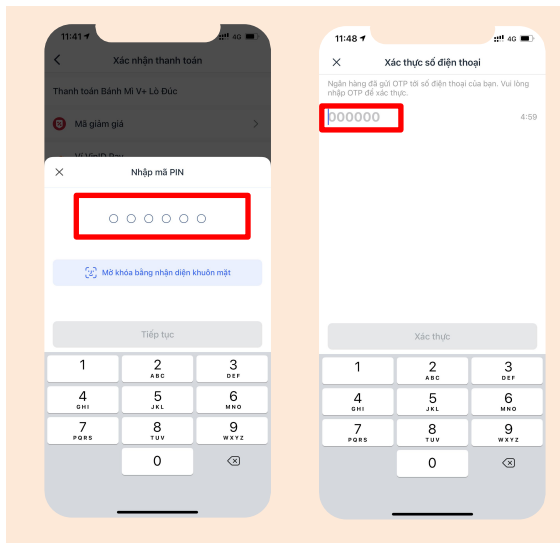 11:41
4G
Xác nhận thanh toán
Thanh toán Bánh Mì V+ Lò Đúc
Mã giảm giá
Ví VinID Pay
Nhập mã PIN
Mở khóa bằng nhận diện khuôn mặt
Tiếp tục
1
2
ABC
3
DEF
4
GHI
5
JKL
6
MNO
7
PQRS
8
TUV
9
WXYZ
0
11:48
4G
Xác thực số điện thoại
Ngân hàng đã gửi OTP tới số điện thoại của bạn. Vui lòng
nhập OTP để xác thực.
000000
4:59
Xác thực
1
2
ABC
3
DEF
4
GHI
5
JKL
6
MNO
7
PQRS
8
TUV
9
WXYZ
0